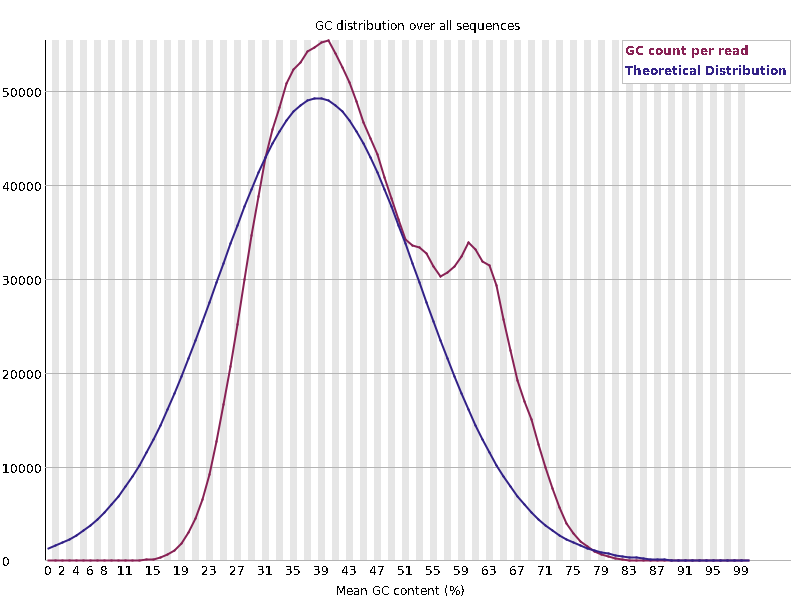 GC distribution over all sequences
GC count per read
Theoretical Distribution
50000
40000
30000
20000
10000
0
0 2 4 6 8 11 15 19 23 27 31 35 39 43 47 51 55 59 63 67 71 75 79 83 87 91 95 99
Mean GC content (%)